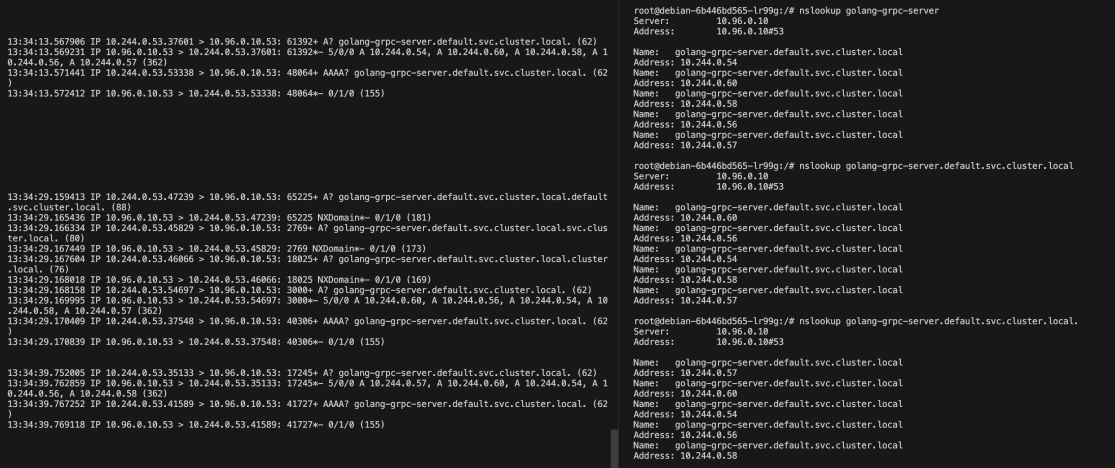 13:34:13.567906 IP 10.244.0.53.37601 > 10.96.0.10.53: 61392+ A? golang-grpc-server.default.svc.cluster.local. (62)
13:34:13.569231 IP 10.96.0.10.53 > 10.244.0.53.37601: 61392*- 5/0/0 A 10.244.0.54, A 10.244.0.60, A 10.244.0.58, A 1
0.244.0.56, A 10.244.0.57 (362)
13:34:13.571441 IP 10.244.0.53.53338 > 10.96.0.10.53: 48064+ AAAA? golang-grpc-server.default.svc.cluster.local. (62
)
13:34:13.572412 IP 10.96.0.10.53 > 10.244.0.53.53338: 48064*- 0/1/0 (155)
13:34:29.159413 IP 10.244.0.53.47239 > 10.96.0.10.53: 65225+ A? golang-grpc-server.default.svc.cluster.local.default
.svc.cluster.local. (88)
13:34:29.165436 IP 10.96.0.10.53 > 10.244.0.53.47239: 65225 NXDomain*- 0/1/0 (181)
13:34:29.166334 IP 10.244.0.53.45829 > 10.96.0.10.53: 2769+ A? golang-grpc-server.default.svc.cluster.local.svc.clus
ter.local. (80)
13:34:29.167449 IP 10.96.0.10.53 > 10.244.0.53.45829: 2769 NXDomain*- 0/1/0 (173)
13:34:29.167604 IP 10.244.0.53.46066 > 10.96.0.10.53: 18025+ A? golang-grpc-server.default.svc.cluster.local.cluster
.local. (76)
13:34:29.168018 IP 10.96.0.10.53 > 10.244.0.53.46066: 18025 NXDomain*- 0/1/0 (169)
13:34:29.168158 IP 10.244.0.53.54697 > 10.96.0.10.53: 3000+ A? golang-grpc-server.default.svc.cluster.local. (62)
13:34:29.169995 IP 10.96.0.10.53 > 10.244.0.53.54697: 3000*- 5/0/0 A 10.244.0.60, A 10.244.0.56, A 10.244.0.54, A 10
.244.0.58, A 10.244.0.57 (362)
13:34:29.170409 IP 10.244.0.53.37548 > 10.96.0.10.53: 40306+ AAAA? golang-grpc-server.default.svc.cluster.local. (62
)
13:34:29.170839 IP 10.96.0.10.53 > 10.244.0.53.37548: 40306*- 0/1/0 (155)
13:34:39.752005 IP 10.244.0.53.35133 > 10.96.0.10.53: 17245+ A? golang-grpc-server.default.svc.cluster.local. (62)
13:34:39.762859 IP 10.96.0.10.53 > 10.244.0.53.35133: 17245*- 5/0/0 A 10.244.0.57, A 10.244.0.60, A 10.244.0.54, A 1
0.244.0.56, A 10.244.0.58 (362)
13:34:39.767252 IP 10.244.0.53.41589 > 10.96.0.10.53: 41727+ AAAA? golang-grpc-server.default.svc.cluster.local. (62
)
13:34:39.769118 IP 10.96.0.10.53 > 10.244.0.53.41589: 41727*- 0/1/0 (155)
root@debian-6b446bd565-lr99g:/# nslookup golang-grpc-server
Server: 10.96.0.10
Address: 10.96.0.10#53
Name: golang-grpc-server.default.svc.cluster.local
Address: 10.244.0.54
Name: golang-grpc-server.default.svc.cluster.local
Address: 10.244.0.60
Name: golang-grpc-server.default.svc.cluster.local
Address: 10.244.0.58
Name: golang-grpc-server.default.svc.cluster.local
Address: 10.244.0.56
Name: golang-grpc-server.default.svc.cluster.local
Address: 10.244.0.57
root@debian-6b446bd565-lr99g:/# nslookup golang-grpc-server.default.svc.cluster.local
Server: 10.96.0.10
Address: 10.96.0.10#53
Name: golang-grpc-server.default.svc.cluster.local
Address: 10.244.0.60
Name: golang-grpc-server.default.svc.cluster.local
Address: 10.244.0.56
Name: golang-grpc-server.default.svc.cluster.local
Address: 10.244.0.54
Name: golang-grpc-server.default.svc.cluster.local
Address: 10.244.0.58
Name: golang-grpc-server.default.svc.cluster.local
Address: 10.244.0.57
root@debian-6b446bd565-lr99g:/# nslookup golang-grpc-server.default.svc.cluster.local.
Server: 10.96.0.10
Address: 10.96.0.10#53
Name: golang-grpc-server.default.svc.cluster.local
Address: 10.244.0.57
Name: golang-grpc-server.default.svc.cluster.local
Address: 10.244.0.60
Name: golang-grpc-server.default.svc.cluster.local
Address: 10.244.0.54
Name: golang-grpc-server.default.svc.cluster.local
Address: 10.244.0.56
Name: golang-grpc-server.default.svc.cluster.local
Address: 10.244.0.58